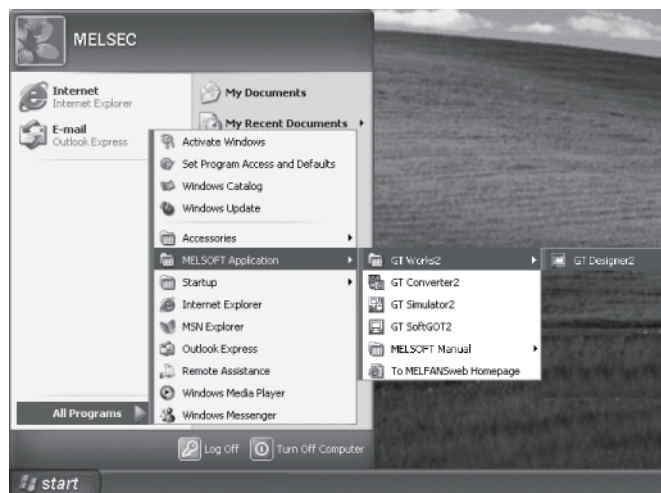 MELSEC
Internet
Internet Explorer
E-mail
Outlook Express
My Documents
My Recent Documents
Activate Windows
Set Program Access and Defaults
Windows Catalog
Windows Update
Accessories
MELSOFT Application
Startup
Internet Explorer
MSN Explorer
Outlook Express
Remote Assistance
Windows Media Player
Windows Messenger
GT Works2
GT Converter2
GT Simulator2
GT SoftGOT2
MELSOFT Manual
To MELFANSweb Homepage
GT Designer2
All Programs
Log Off
Turn Off Computer
start